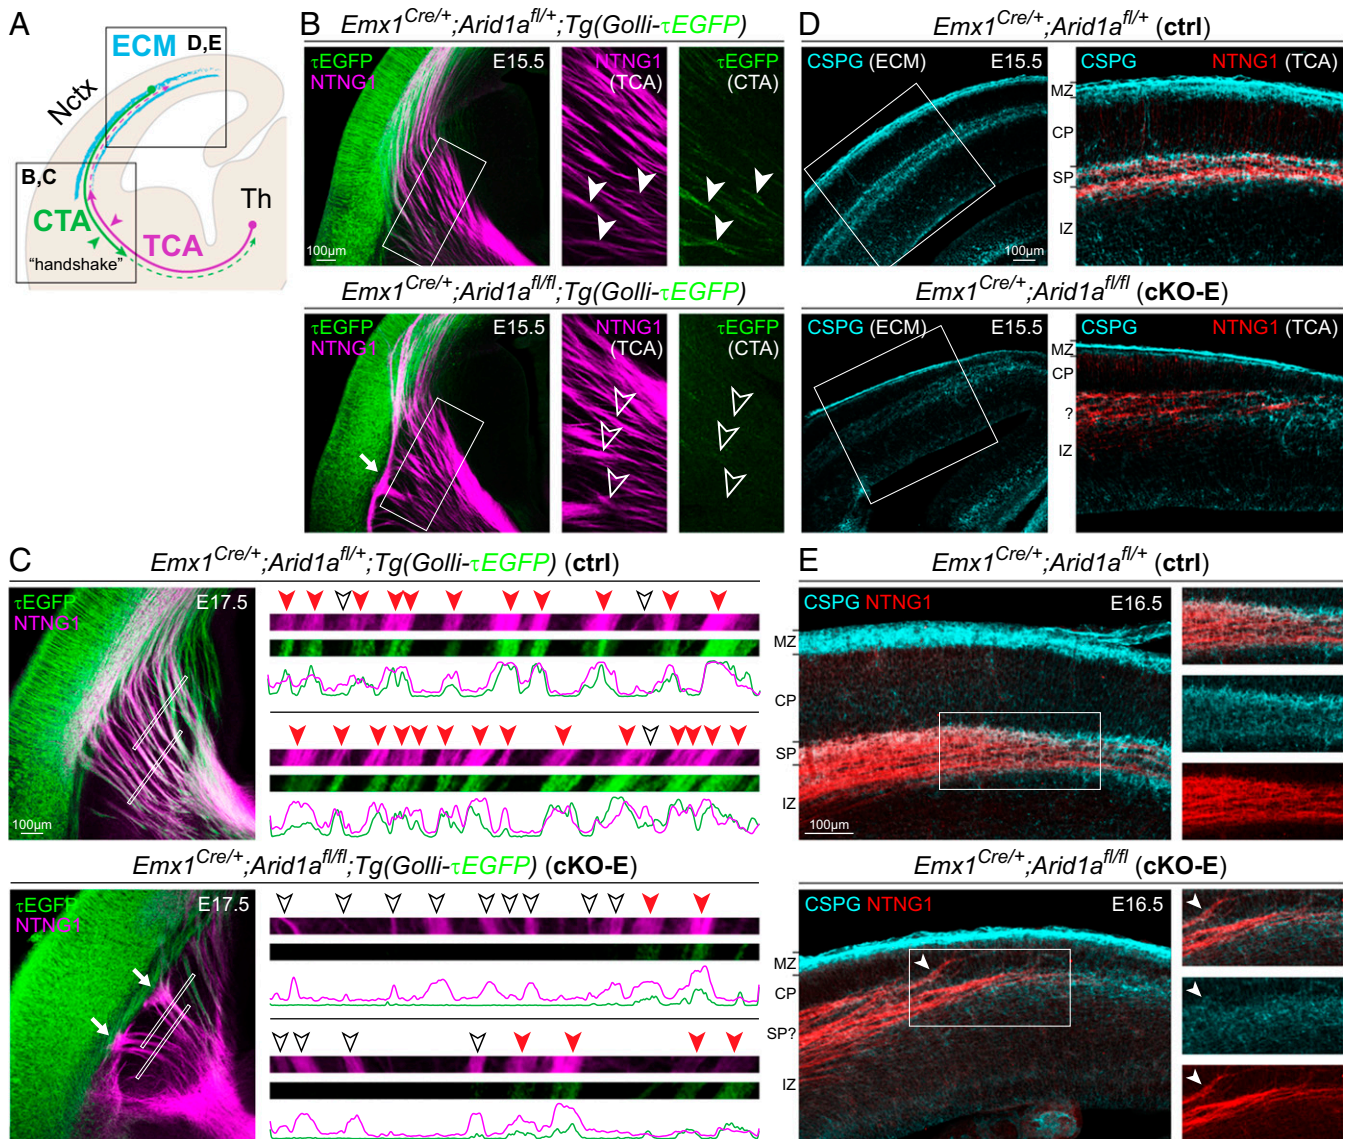 A
ECM
D,E
Nctx
B,C
CTA
TCA
Th
"handshake"
B
Emx1Cre/+;Arid1afl/+;Tg(Golli-τEGFP)
τEGFP
NTNG1
E15.5
100µm
NTNG1
(TCA)
τEGFP
(CTA)
Emx1Cre/+;Arid1afl/fl;Tg(Golli-τEGFP)
τEGFP
NTNG1
E15.5
NTNG1
(TCA)
τEGFP
(CTA)
D
Emx1Cre/+;Arid1afl/+ (ctrl)
CSPG (ECM)
E15.5
100µm
CSPG
NTNG1 (TCA)
MZ
CP
SP
IZ
Emx1Cre/+;Arid1afl/fl (cKO-E)
CSPG (ECM)
E15.5
CSPG
NTNG1 (TCA)
MZ
CP
?
IZ
C
Emx1Cre/+;Arid1afl/+;Tg(Golli-τEGFP) (ctrl)
τEGFP
NTNG1
E17.5
100µm
Emx1Cre/+;Arid1afl/fl;Tg(Golli-τEGFP) (cKO-E)
τEGFP
NTNG1
E17.5
E
Emx1Cre/+;Arid1afl/+ (ctrl)
CSPG NTNG1
E16.5
MZ
CP
SP
IZ
100µm
Emx1Cre/+;Arid1afl/fl (cKO-E)
CSPG NTNG1
E16.5
MZ
CP
SP?
IZ